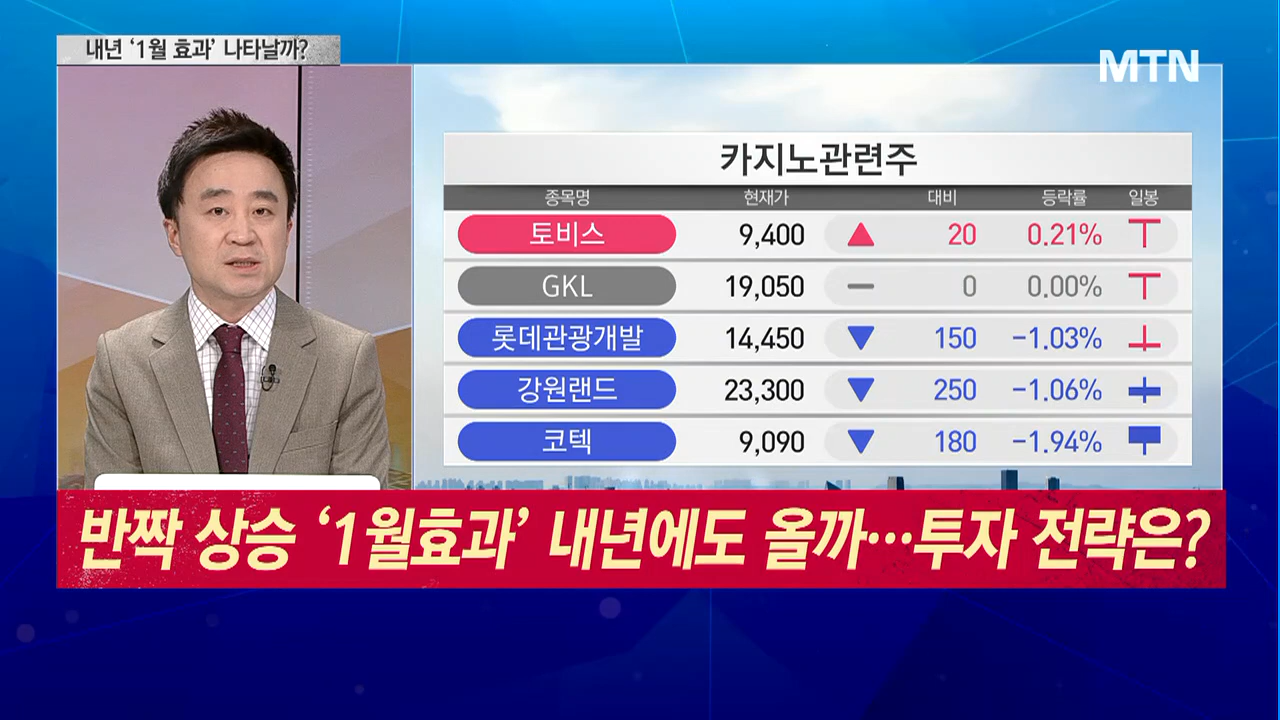 내년 ‘1월 효과’ 나타날까?
MTN
카지노관련주
종목명 현재가 대비 등락률 일봉
토비스 9,400 ▲ 20 0.21%
GKL 19,050 － 0 0.00%
롯데관광개발 14,450 ▼ 150 −1.03%
강원랜드 23,300 ▼ 250 −1.06%
코텍 9,090 ▼ 180 −1.94%
반짝 상승 ‘1월효과’ 내년에도 올까…투자 전략은?